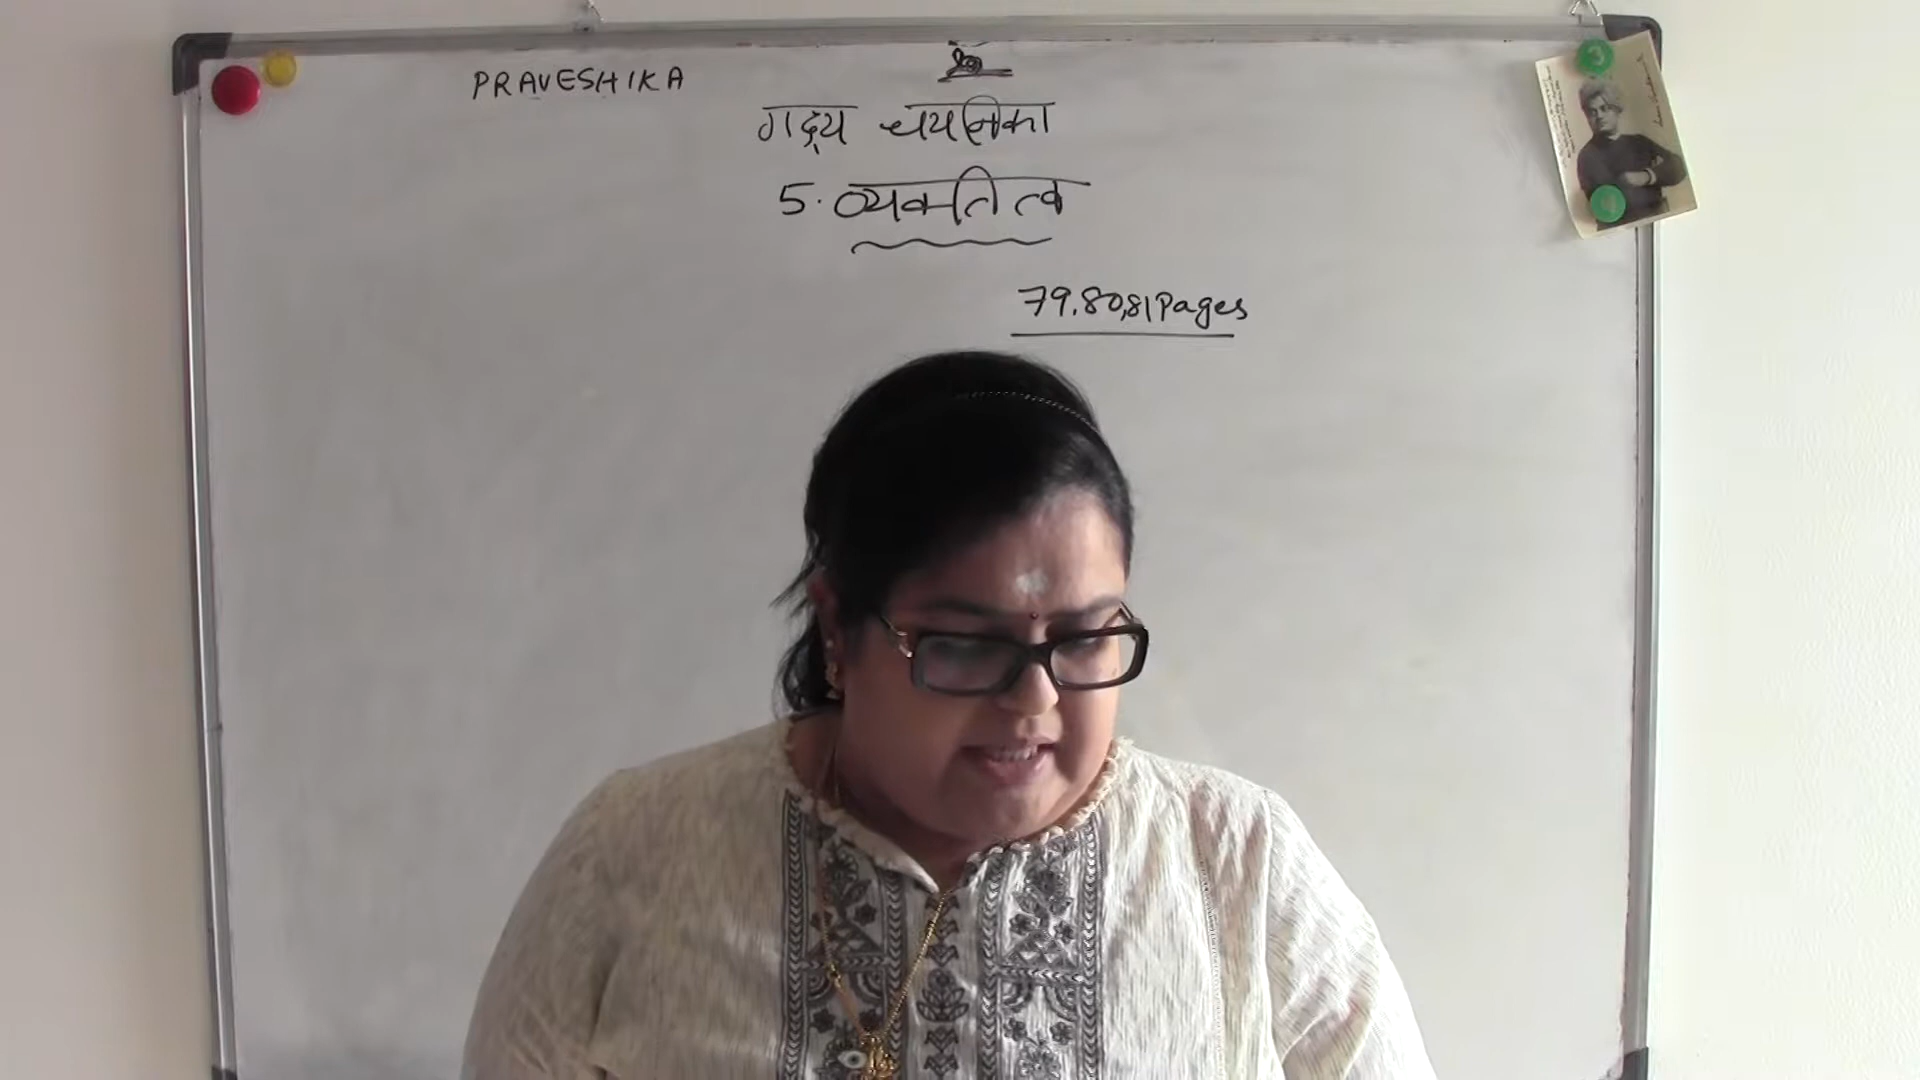 PRAVESHIKA
गद्य चयनिका
5. व्यक्तित्व
79,80,81 Pages